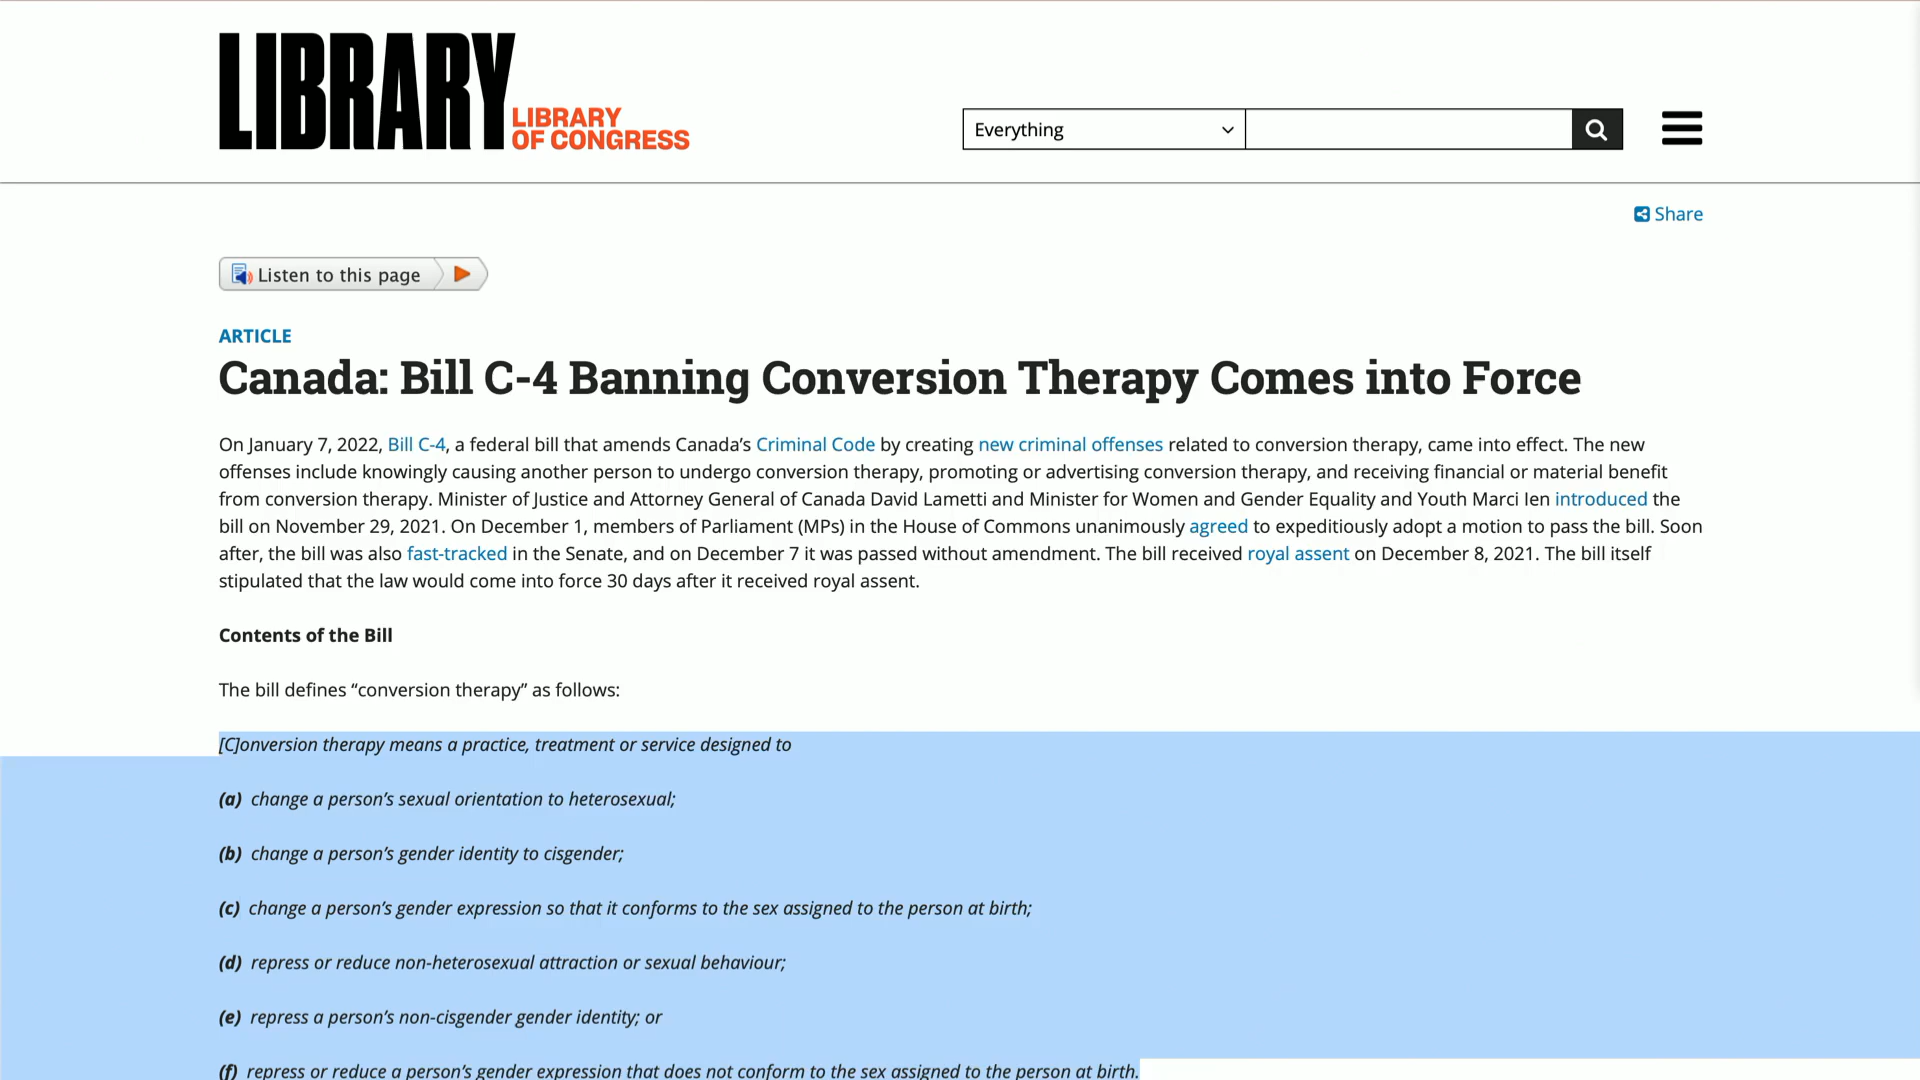 LIBRARY
LIBRARY
OF CONGRESS
Everything
Share
Listen to this page
ARTICLE
Canada: Bill C-4 Banning Conversion Therapy Comes into Force
On January 7, 2022, Bill C-4, a federal bill that amends Canada’s Criminal Code by creating new criminal offenses related to conversion therapy, came into effect. The new
offenses include knowingly causing another person to undergo conversion therapy, promoting or advertising conversion therapy, and receiving financial or material benefit
from conversion therapy. Minister of Justice and Attorney General of Canada David Lametti and Minister for Women and Gender Equality and Youth Marci Ien introduced the
bill on November 29, 2021. On December 1, members of Parliament (MPs) in the House of Commons unanimously agreed to expeditiously adopt a motion to pass the bill. Soon
after, the bill was also fast-tracked in the Senate, and on December 7 it was passed without amendment. The bill received royal assent on December 8, 2021. The bill itself
stipulated that the law would come into force 30 days after it received royal assent.
Contents of the Bill
The bill defines “conversion therapy” as follows:
[C]onversion therapy means a practice, treatment or service designed to
(a) change a person’s sexual orientation to heterosexual;
(b) change a person’s gender identity to cisgender;
(c) change a person’s gender expression so that it conforms to the sex assigned to the person at birth;
(d) repress or reduce non-heterosexual attraction or sexual behaviour;
(e) repress a person’s non-cisgender gender identity; or
(f) repress or reduce a person’s gender expression that does not conform to the sex assigned to the person at birth.